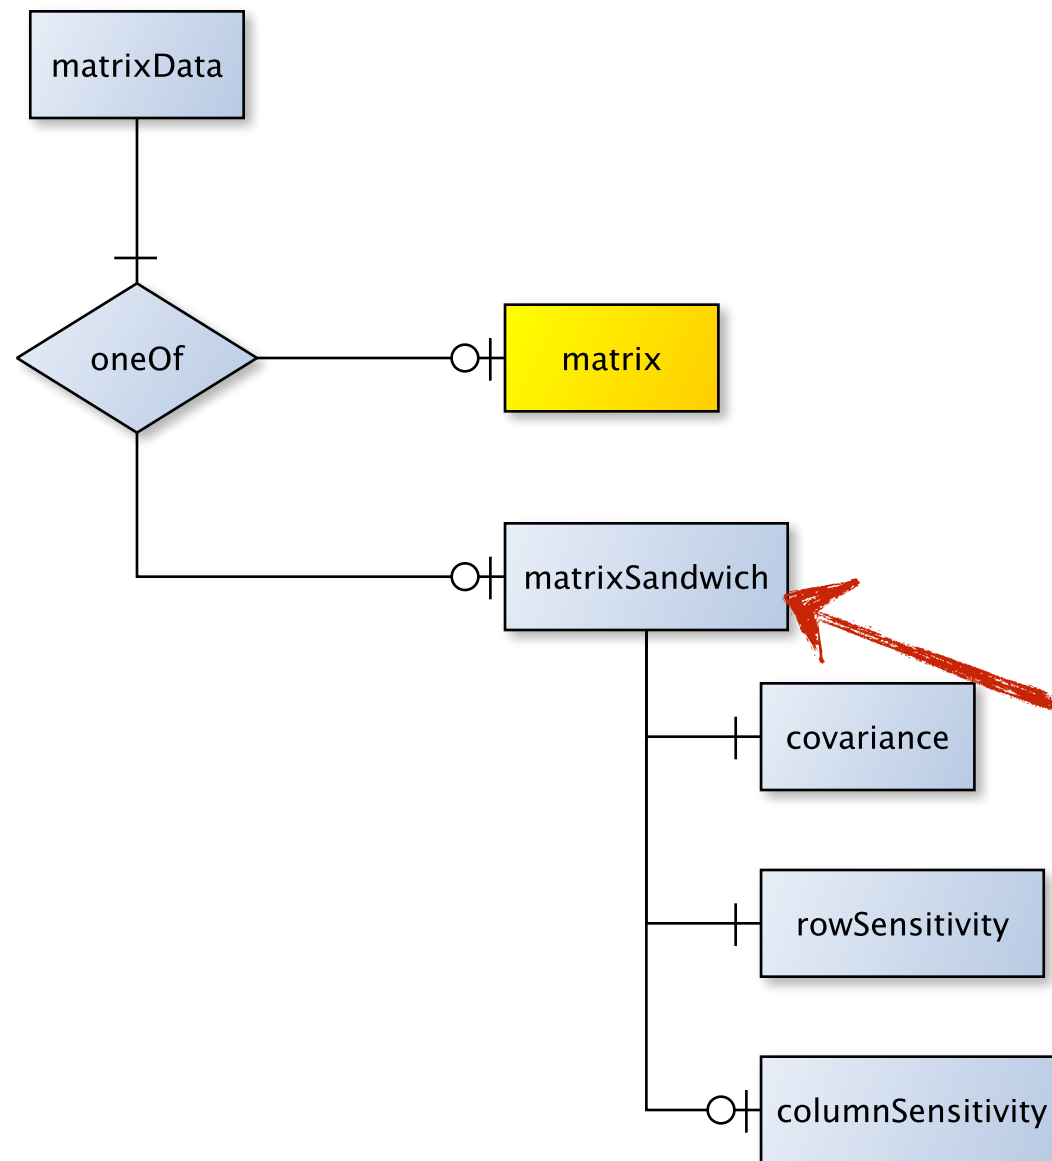 matrixData
oneOf
matrix
matrixSandwich
covariance
rowSensitivity
columnSensitivity